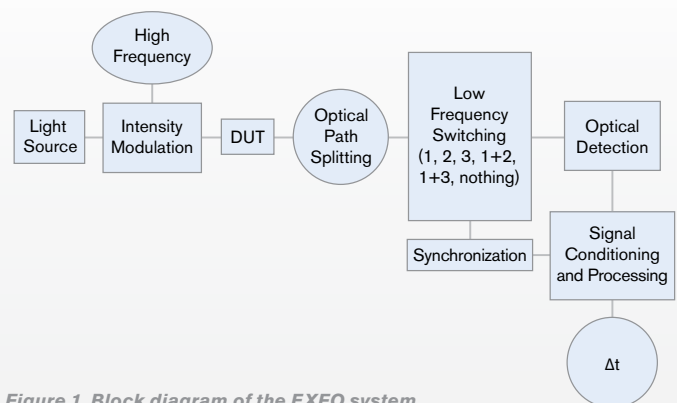 High
Frequency
Light
Source
Intensity
Modulation
DUT
Optical
Path
Splitting
Low
Frequency
Switching
(1, 2, 3, 1+2,
1+3, nothing)
Optical
Detection
Synchronization
Signal
Conditioning
and Processing
Δt
Figure 1. Block diagram of the EXFO system